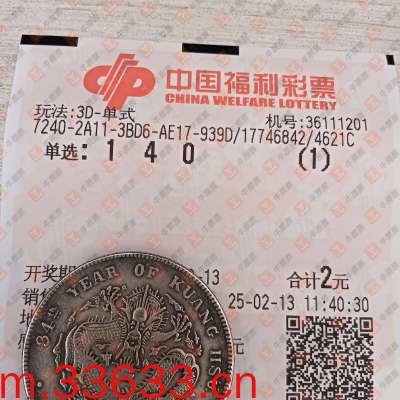 中国福利彩票
CHINA WELFARE LOTTERY
玩法:3D-单式 机号:36111201
7240-2A11-3BD6-AE17-939D/17746842/4621C
单选: 1 4 0 (1)
开奖期 -13 合计2元
销 25-02-13 11:40:30
元
34TH YEAR OF KUANG HS
m.33633.cn